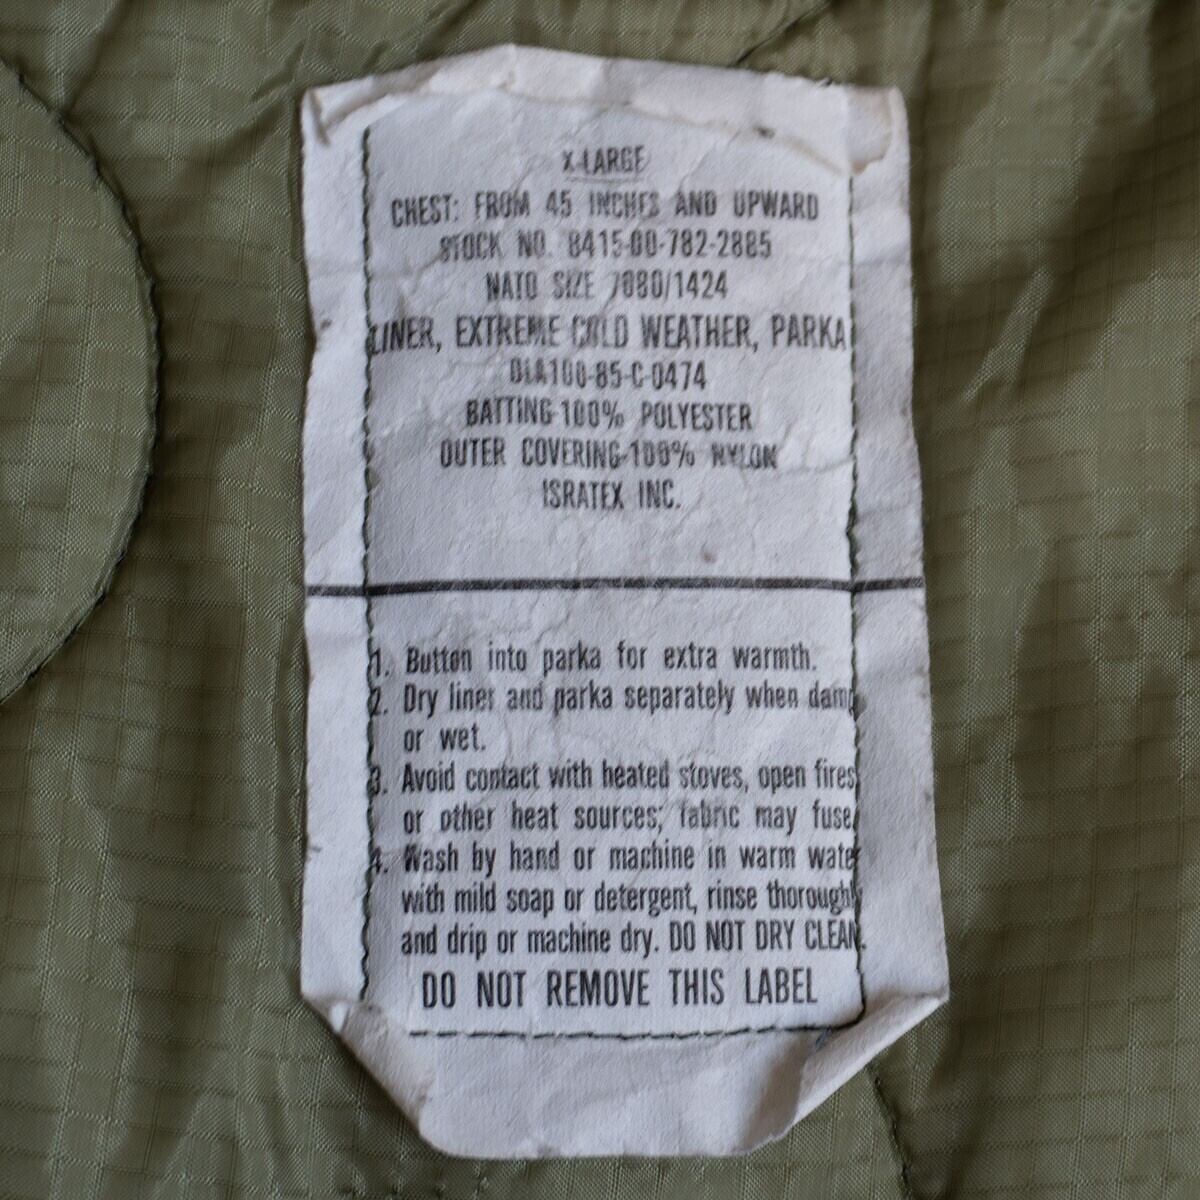 X-LARGE
CHEST: FROM 45 INCHES AND UPWARD
STOCK NO. 8415-00-782-2885
NATO SIZE 7080/1424
LINER, EXTREME COLD WEATHER, PARKA
DLA100-85-C-0474
BATTING-100% POLYESTER
OUTER COVERING-100% NYLON
ISRATEX INC.
1. Button into parka for extra warmth.
2. Dry liner and parka separately when damp
or wet.
3. Avoid contact with heated stoves, open fires
or other heat sources; fabric may fuse.
4. Wash by hand or machine in warm water
with mild soap or detergent, rinse thoroughly
and drip or machine dry. DO NOT DRY CLEAN.
DO NOT REMOVE THIS LABEL